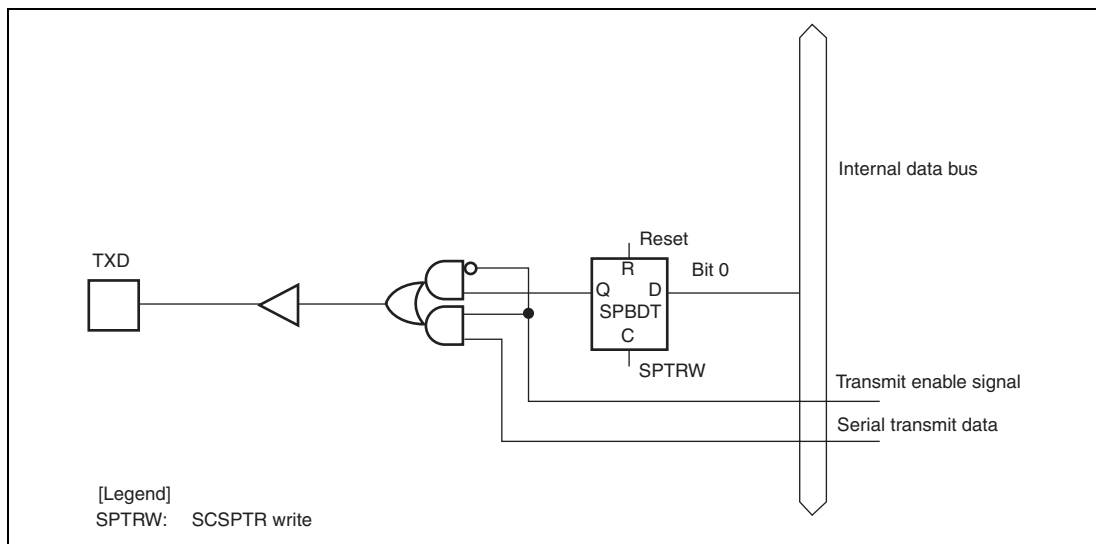 Internal data bus
Reset
TXD
R
Bit 0
Q
D
SPBDT
C
SPTRW
Transmit enable signal
Serial transmit data
[Legend]
SPTRW: SCSPTR write